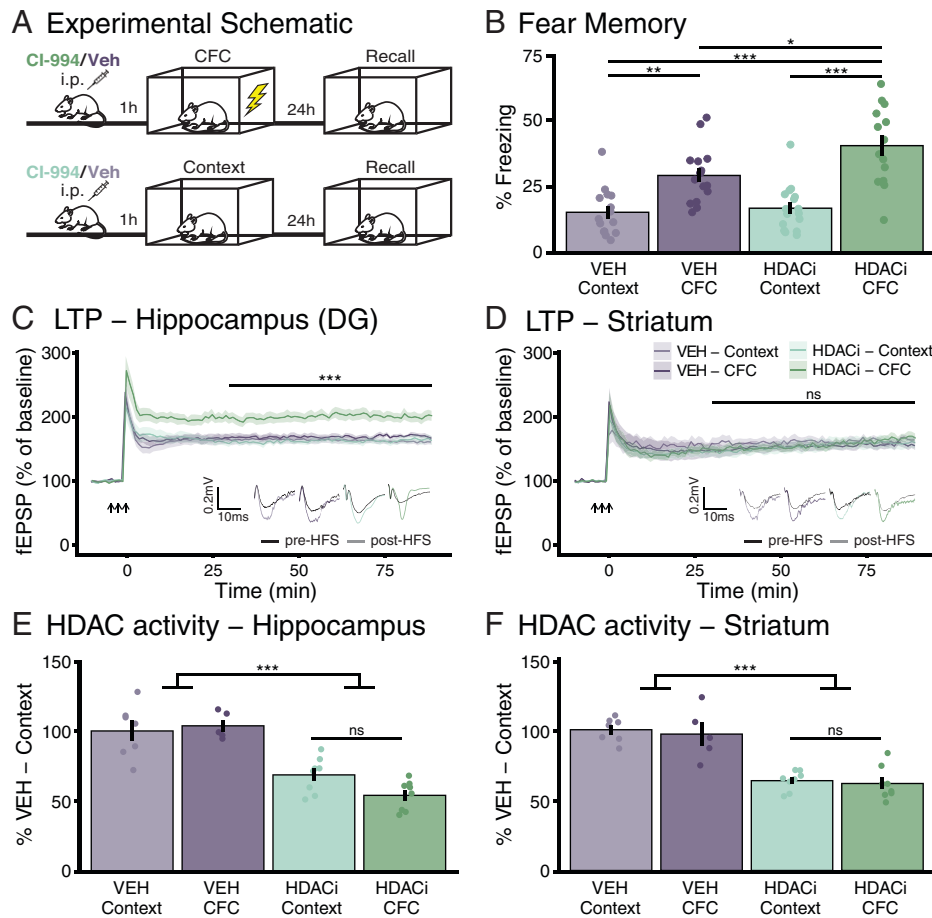 A Experimental Schematic
CI-994/Veh
i.p.
1h
CFC
24h
Recall
CI-994/Veh
i.p.
1h
Context
24h
Recall
B Fear Memory
% Freezing
75
50
25
0
*
***
** ***
VEH Context
VEH CFC
HDACi Context
HDACi CFC
C LTP – Hippocampus (DG)
fEPSP (% of baseline)
300
200
100
0
***
0.2mV
10ms
pre-HFS post-HFS
0 25 50 75
Time (min)
D LTP – Striatum
fEPSP (% of baseline)
300
200
100
0
VEH – Context HDACi – Context
VEH – CFC HDACi – CFC
ns
0.2mV
10ms
pre-HFS post-HFS
0 25 50 75
Time (min)
E HDAC activity – Hippocampus
% VEH – Context
150
100
50
0
***
ns
VEH Context
VEH CFC
HDACi Context
HDACi CFC
F HDAC activity – Striatum
% VEH – Context
150
100
50
0
***
ns
VEH Context
VEH CFC
HDACi Context
HDACi CFC